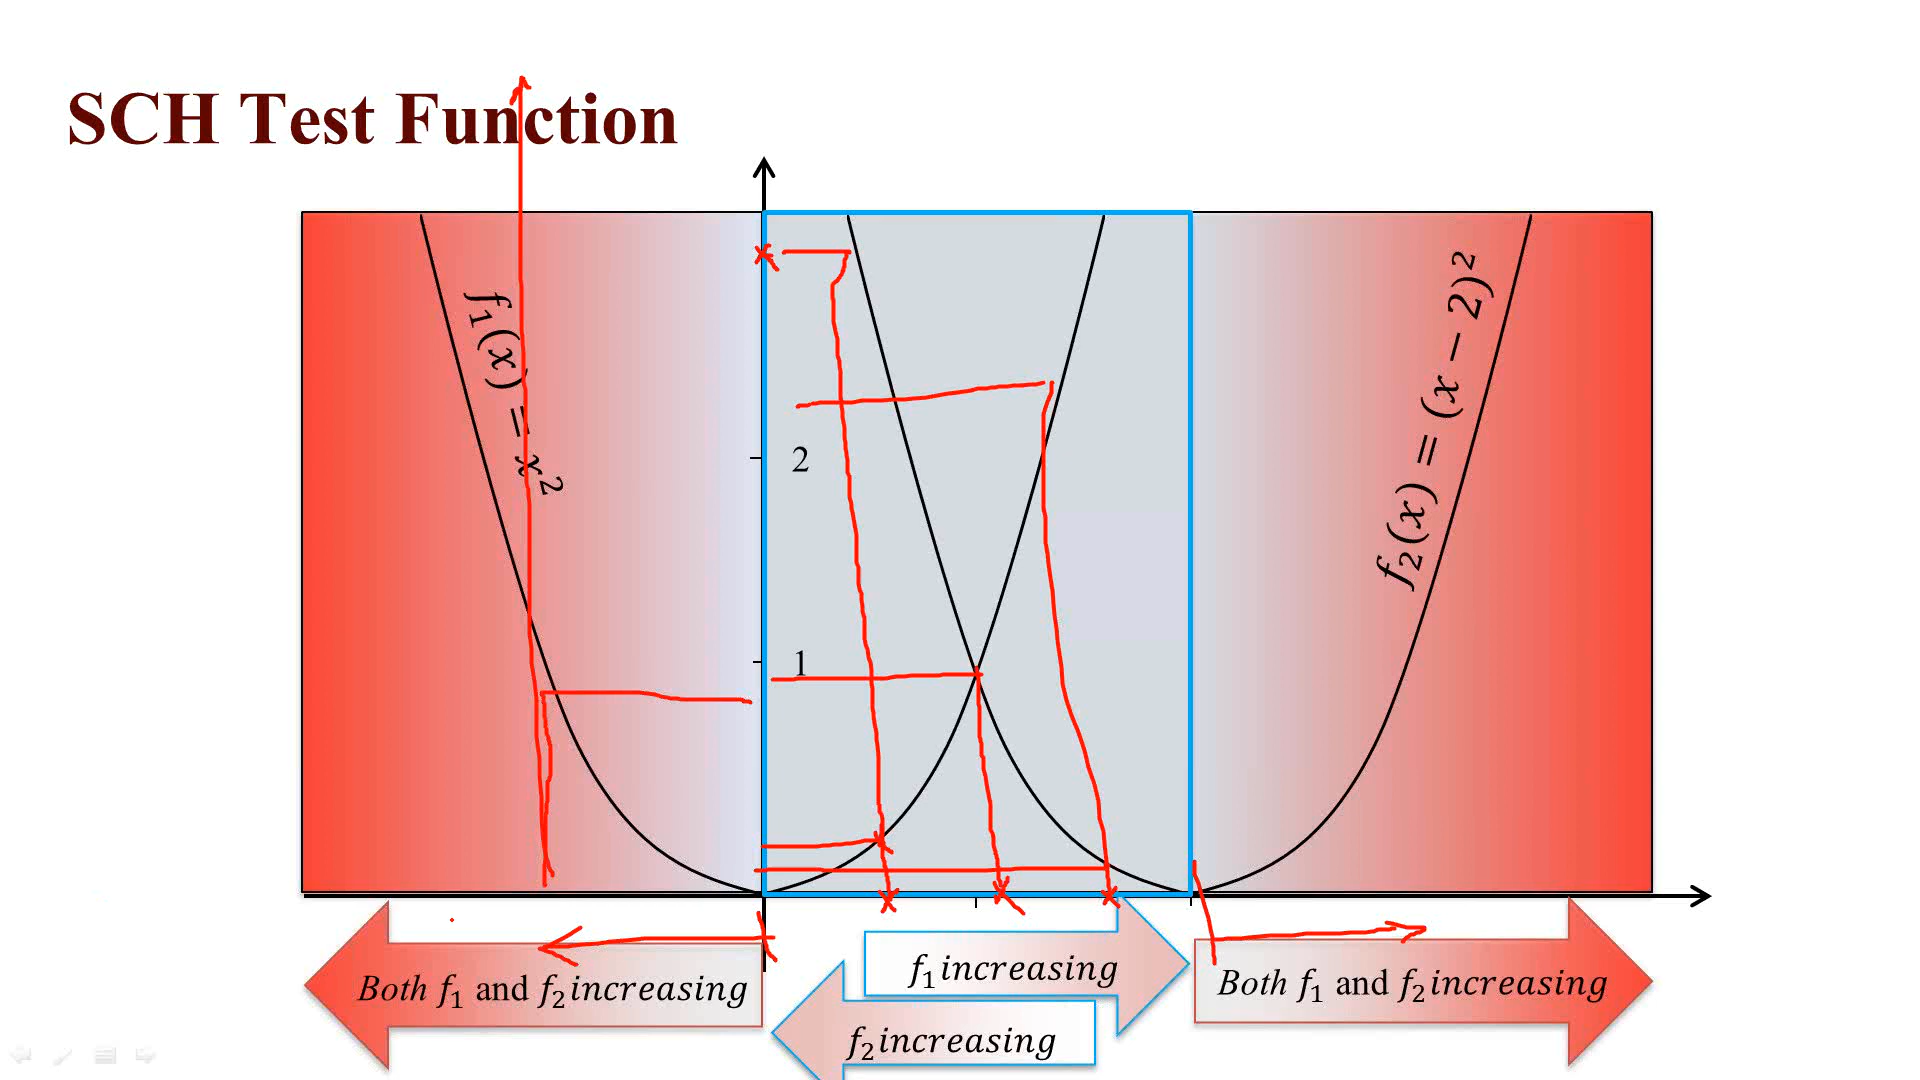 SCH Test Function
f₁(x) = x²
f₂(x) = (x − 2)²
2
1
Both f₁ and f₂ increasing
f₁ increasing
f₂ increasing
Both f₁ and f₂ increasing